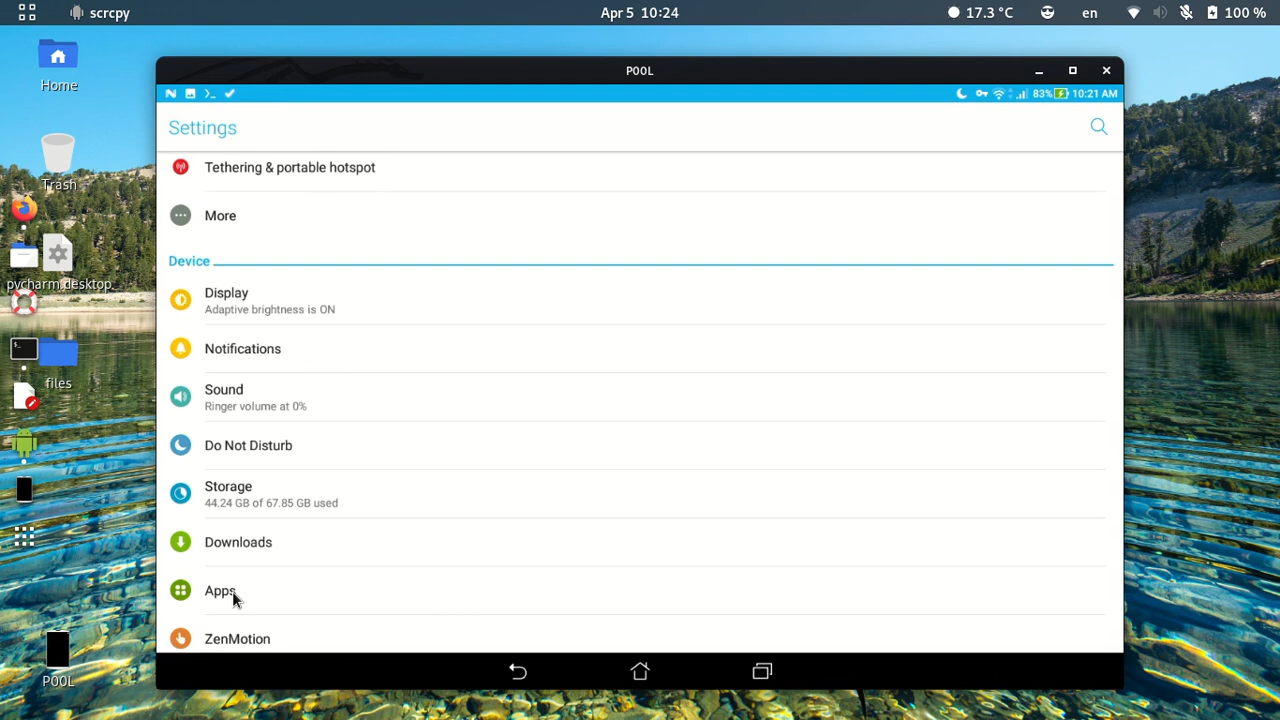 scrcpy
Apr 5 10:24
17.3 °C
en
100 %
Home
Trash
pycharm.desktop
files
POOL
POOL
83%
10:21 AM
Settings
Tethering & portable hotspot
More
Device
Display
Adaptive brightness is ON
Notifications
Sound
Ringer volume at 0%
Do Not Disturb
Storage
44.24 GB of 67.85 GB used
Downloads
Apps
ZenMotion